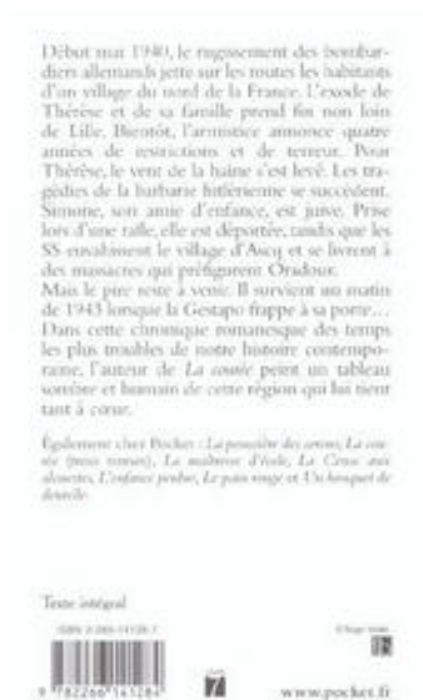 Début mai 1940, le rugissement des bombar-
diers allemands jette sur les routes les habitants
d'un village du nord de la France. L'exode de
Thérèse et de sa famille prend fin non loin
de Lille. Bientôt, l'armistice annonce quatre
années de restrictions et de terreur. Pour
Thérèse, le vent de la haine s'est levé. Les tra-
gédies de la barbarie hitlérienne se succèdent.
Simone, son amie d'enfance, est juive. Prise
lors d'une rafle, elle est déportée, tandis que les
SS envahissent le village d'Ascq et se livrent à
des massacres qui préfigurent Oradour.
Mais le pire reste à venir. Il survient un matin
de 1943 lorsque la Gestapo frappe à sa porte…
Dans cette chronique romanesque des temps
les plus troubles de notre histoire contempo-
raine, l'auteur de La courée peint un tableau
sombre et humain de cette région qui lui tient
tant à cœur.
Également chez Pocket : La poussière des corons, La cou-
rée (trois tomes), La maîtresse d'école, La Cense aux
alouettes, L'enfance perdue, Le pain rouge et Un bouquet de
dentelle.
Texte intégral
9 782266 141284
7
www.pocket.fr